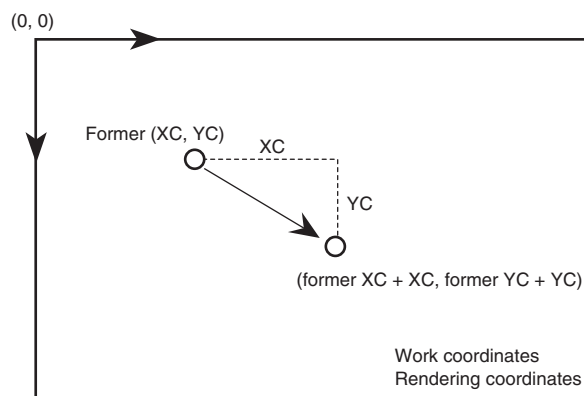 (0, 0)
Former (XC, YC)
XC
YC
(former XC + XC, former YC + YC)
Work coordinates
Rendering coordinates